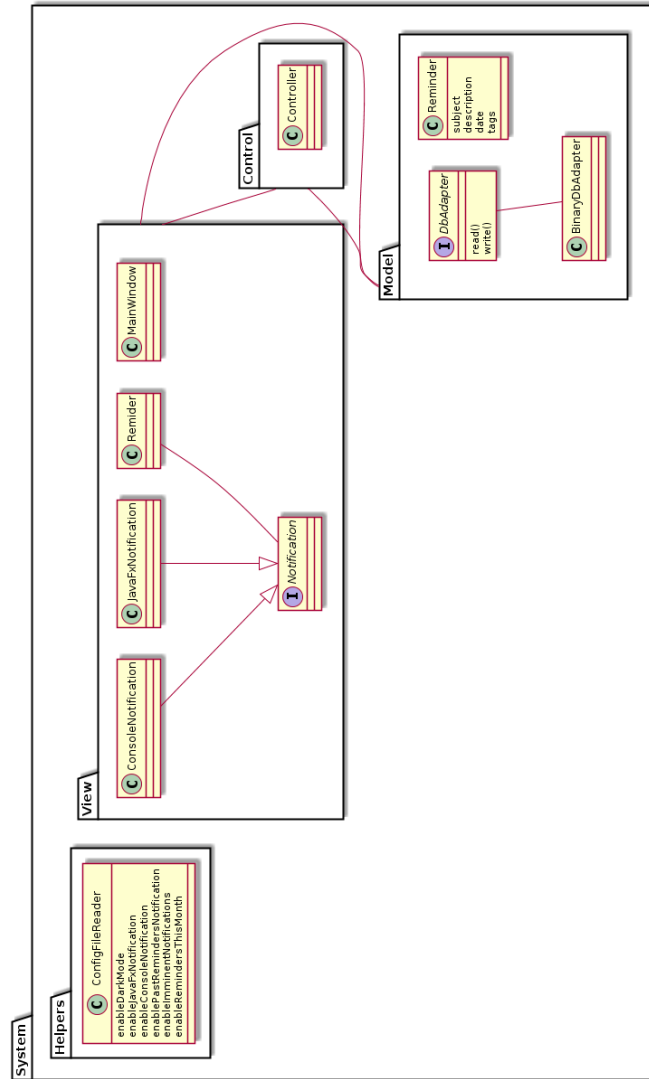 System
Helpers
C ConfigFileReader
enableDarkMode
enableJavaFxNotification
enableConsoleNotification
enablePastRemindersNotification
enableImminentNotifications
enableRemindersThisMonth
View
C ConsoleNotification
C JavaFxNotification
C Remider
C MainWindow
I Notification
Control
C Controller
Model
I DbAdapter
read()
write()
C Reminder
subject
description
date
tags
C BinaryDbAdapter